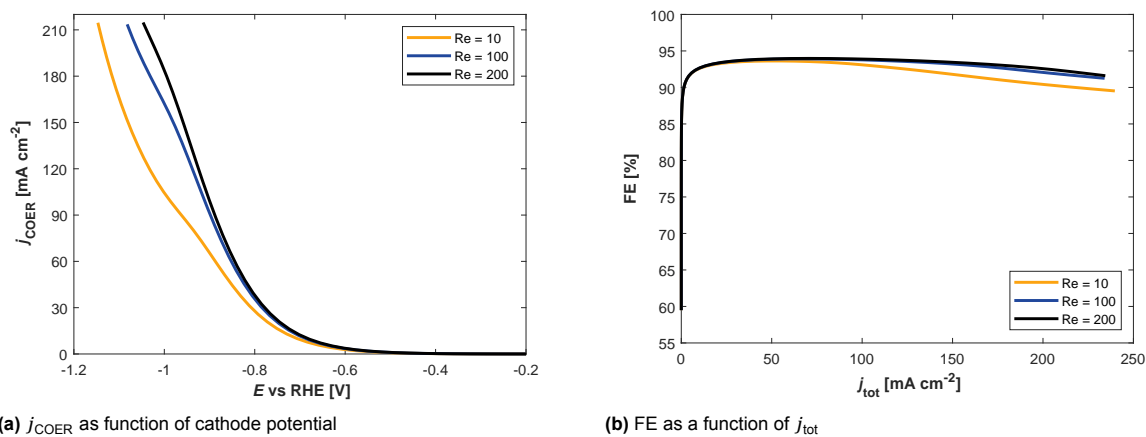 210
180
150
120
90
60
30
0
j_COER [mA cm⁻²]
-1.2 -1 -0.8 -0.6 -0.4 -0.2
E vs RHE [V]
Re = 10
Re = 100
Re = 200
(a) j_COER as function of cathode potential
100
95
90
85
80
75
70
65
60
55
FE [%]
0 50 100 150 200 250
j_tot [mA cm⁻²]
Re = 10
Re = 100
Re = 200
(b) FE as a function of j_tot